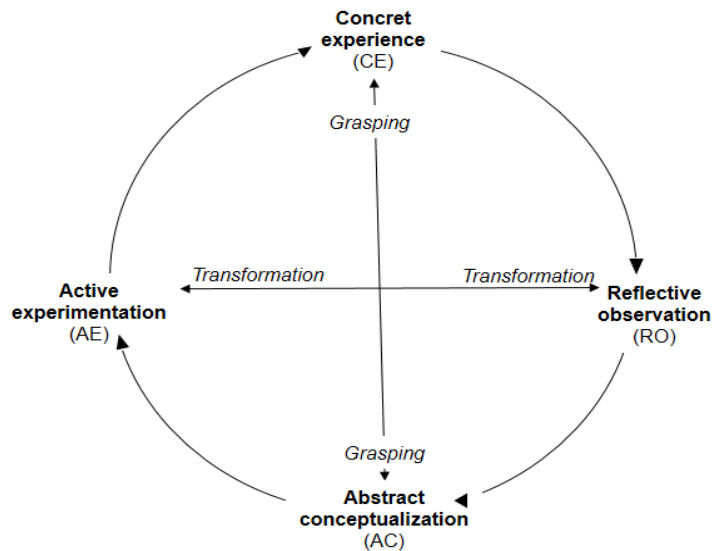 Concret
experience
(CE)
Grasping
Transformation
Transformation
Active
experimentation
(AE)
Reflective
observation
(RO)
Grasping
Abstract
conceptualization
(AC)